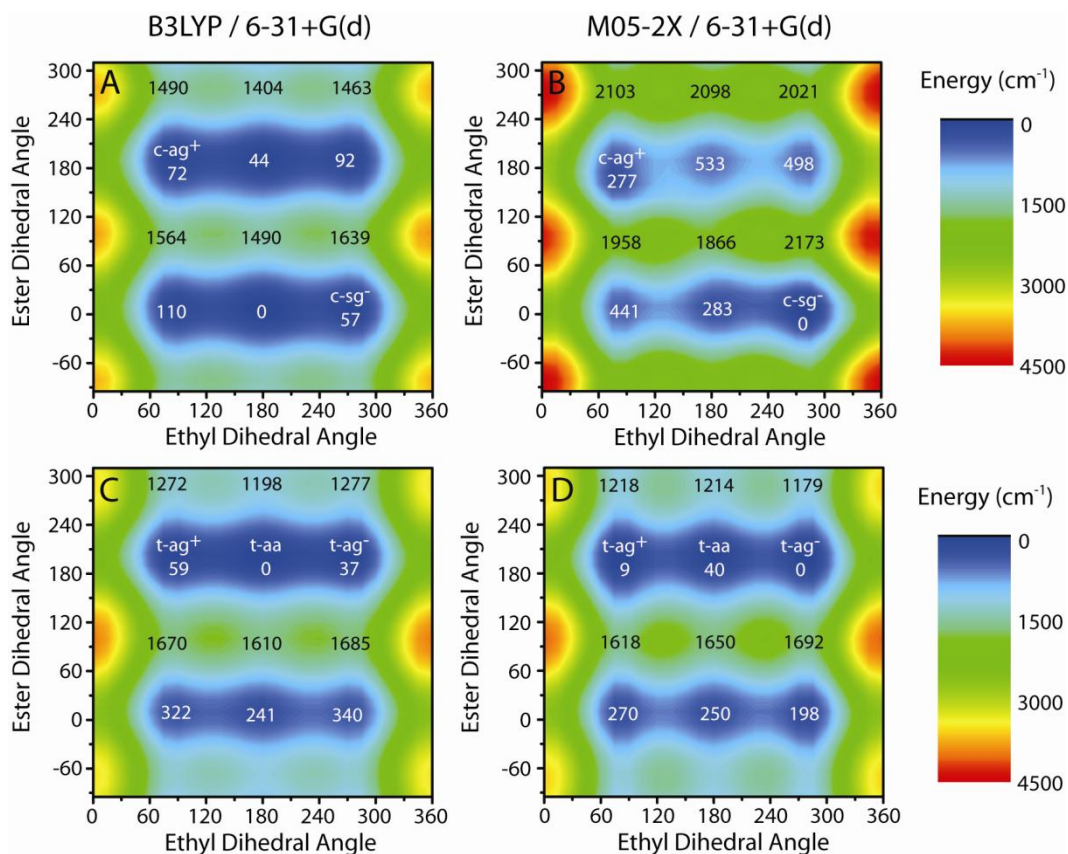 B3LYP / 6-31+G(d)
M05-2X / 6-31+G(d)
A
300
240
180
120
60
0
-60
Ester Dihedral Angle
1490 1404 1463
c-ag⁺
72 44 92
1564 1490 1639
110 0 c-sg⁻
57
0 60 120 180 240 300 360
Ethyl Dihedral Angle
B
300
240
180
120
60
0
-60
Ester Dihedral Angle
2103 2098 2021
c-ag⁺
277 533 498
1958 1866 2173
441 283 c-sg⁻
0
0 60 120 180 240 300 360
Ethyl Dihedral Angle
Energy (cm⁻¹)
0
1500
3000
4500
C
300
240
180
120
60
0
-60
Ester Dihedral Angle
1272 1198 1277
t-ag⁺ t-aa t-ag⁻
59 0 37
1670 1610 1685
322 241 340
0 60 120 180 240 300 360
Ethyl Dihedral Angle
D
300
240
180
120
60
0
-60
Ester Dihedral Angle
1218 1214 1179
t-ag⁺ t-aa t-ag⁻
9 40 0
1618 1650 1692
270 250 198
0 60 120 180 240 300 360
Ethyl Dihedral Angle
Energy (cm⁻¹)
0
1500
3000
4500